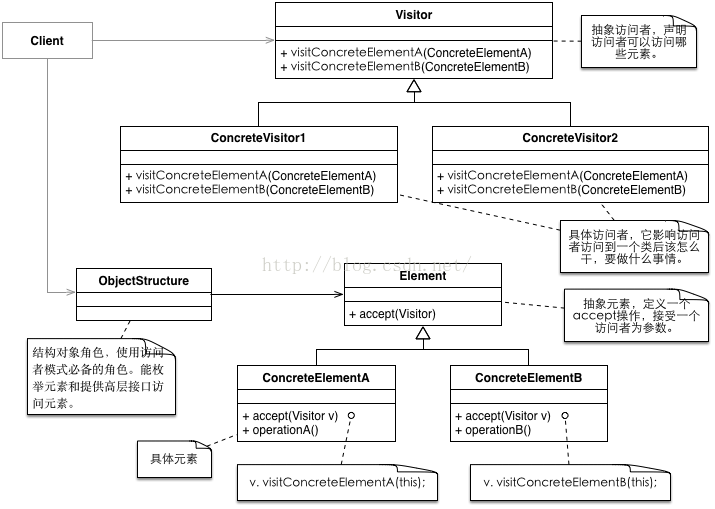 Visitor
+ visitConcreteElementA(ConcreteElementA)
+ visitConcreteElementB(ConcreteElementB)
抽象访问者，声明
访问者可以访问哪
些元素。
Client
ConcreteVisitor1
+ visitConcreteElementA(ConcreteElementA)
+ visitConcreteElementB(ConcreteElementB)
ConcreteVisitor2
+ visitConcreteElementA(ConcreteElementA)
+ visitConcreteElementB(ConcreteElementB)
具体访问者，它影响访问
者访问到一个类后该怎么
干，要做什么事情。
http://blog.csdn.net/
ObjectStructure
Element
+ accept(Visitor)
抽象元素，定义一个
accept操作，接受一个
访问者为参数。
结构对象角色，使用访问
者模式必备的角色。能枚
举元素和提供高层接口访
问元素。
ConcreteElementA
+ accept(Visitor v)
+ operationA()
ConcreteElementB
+ accept(Visitor v)
+ operationB()
具体元素
v. visitConcreteElementA(this);
v. visitConcreteElementB(this);